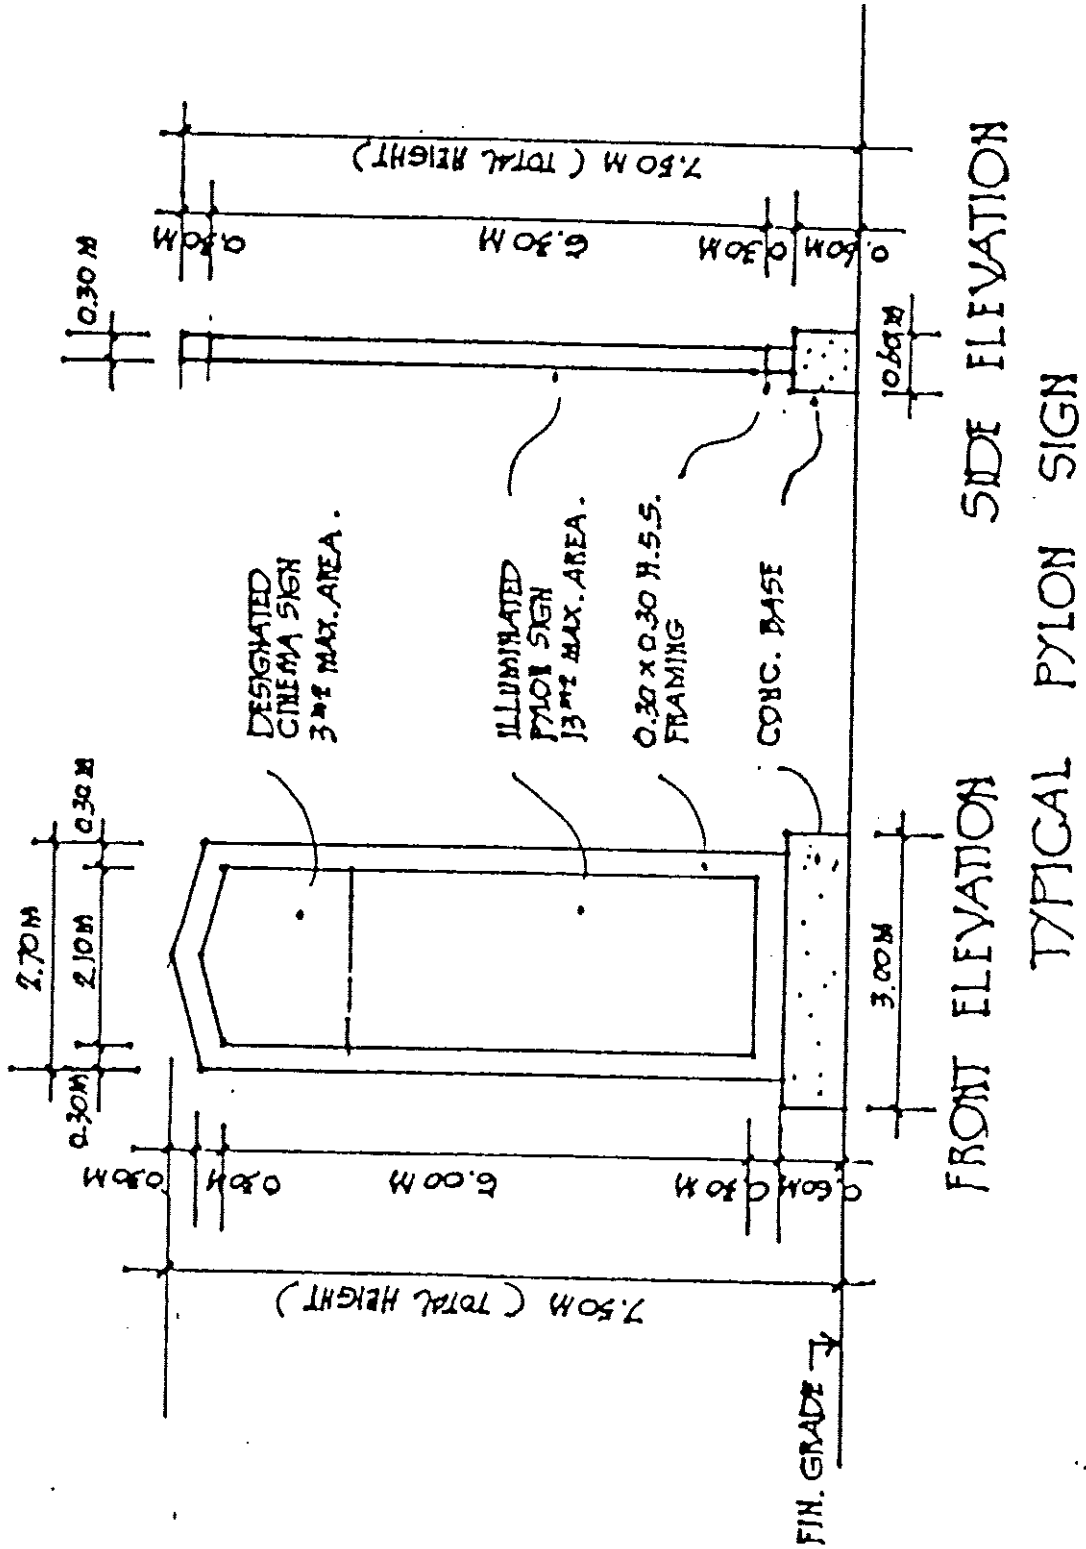 2.70 M
0.30 M
2.10 M
0.30 M
0.30 M
0.30 M
0.30 M
6.00 M
0.30 M
0.60 M
7.50 M (TOTAL HEIGHT)
FIN. GRADE
3.00 M
DESIGNATED
CINEMA SIGN
3 M² MAX. AREA.
ILLUMINATED
PYLON SIGN
13 M² MAX. AREA.
0.30 x 0.30 H.S.S.
FRAMING
CONC. BASE
0.30 M
6.30 M
0.30 M
0.60 M
7.50 M (TOTAL HEIGHT)
0.60 M
FRONT ELEVATION
SIDE ELEVATION
TYPICAL PYLON SIGN